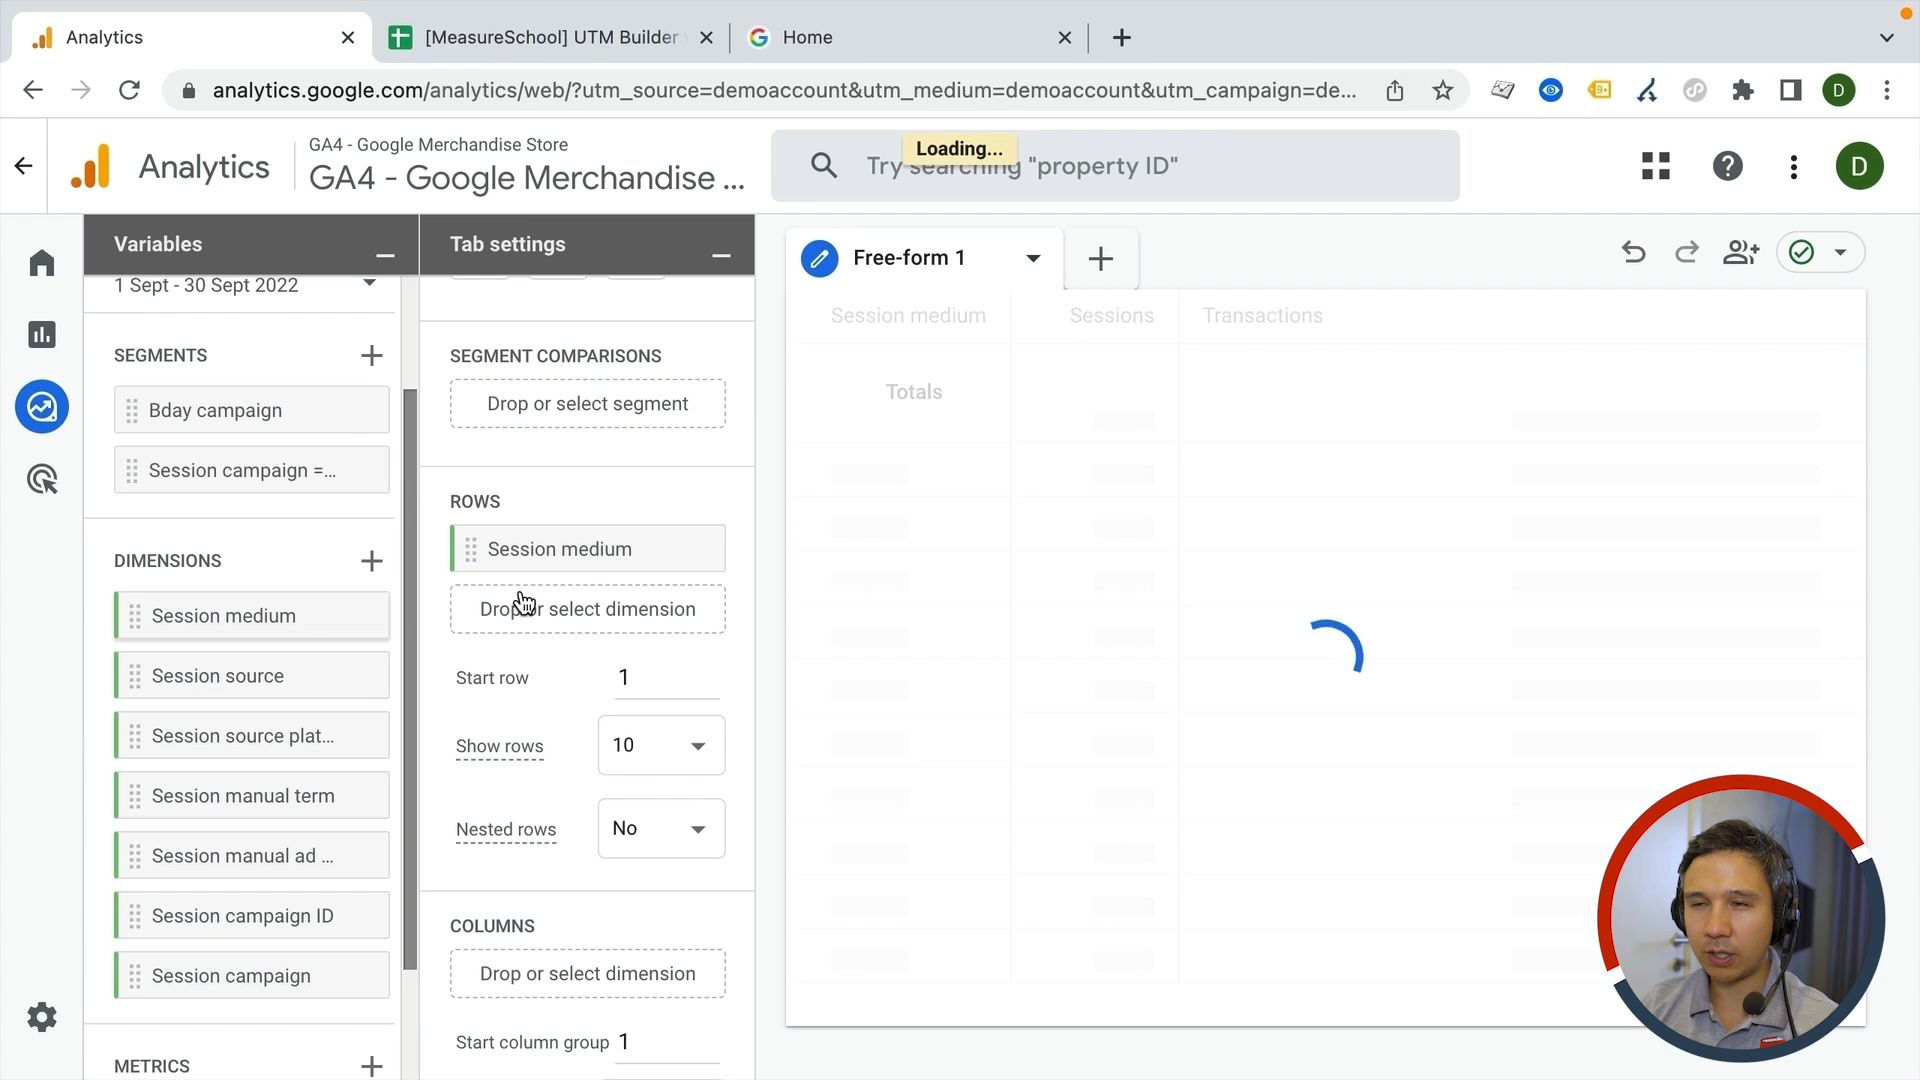 Analytics
[MeasureSchool] UTM Builder
Home
analytics.google.com/analytics/web/?utm_source=demoaccount&utm_medium=demoaccount&utm_campaign=de...
D
Analytics
GA4 - Google Merchandise Store
GA4 - Google Merchandise ...
Loading...
Try searching "property ID"
D
Variables
1 Sept - 30 Sept 2022
SEGMENTS
Bday campaign
Session campaign =...
DIMENSIONS
Session medium
Session source
Session source plat...
Session manual term
Session manual ad ...
Session campaign ID
Session campaign
METRICS
Tab settings
SEGMENT COMPARISONS
Drop or select segment
ROWS
Session medium
Drop or select dimension
Start row 1
Show rows 10
Nested rows No
COLUMNS
Drop or select dimension
Start column group 1
Free-form 1
Session medium Sessions Transactions
Totals